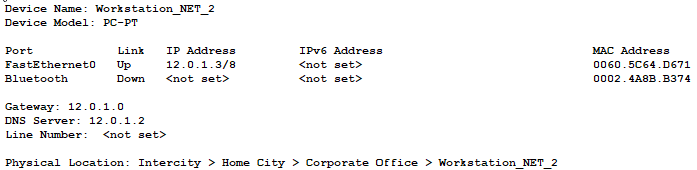 Device Name: Workstation_NET_2
Device Model: PC-PT
Port Link IP Address IPv6 Address MAC Address
FastEthernet0 Up 12.0.1.3/8 <not set> 0060.5C64.D671
Bluetooth Down <not set> <not set> 0002.4A8B.B374
Gateway: 12.0.1.0
DNS Server: 12.0.1.2
Line Number: <not set>
Physical Location: Intercity > Home City > Corporate Office > Workstation_NET_2